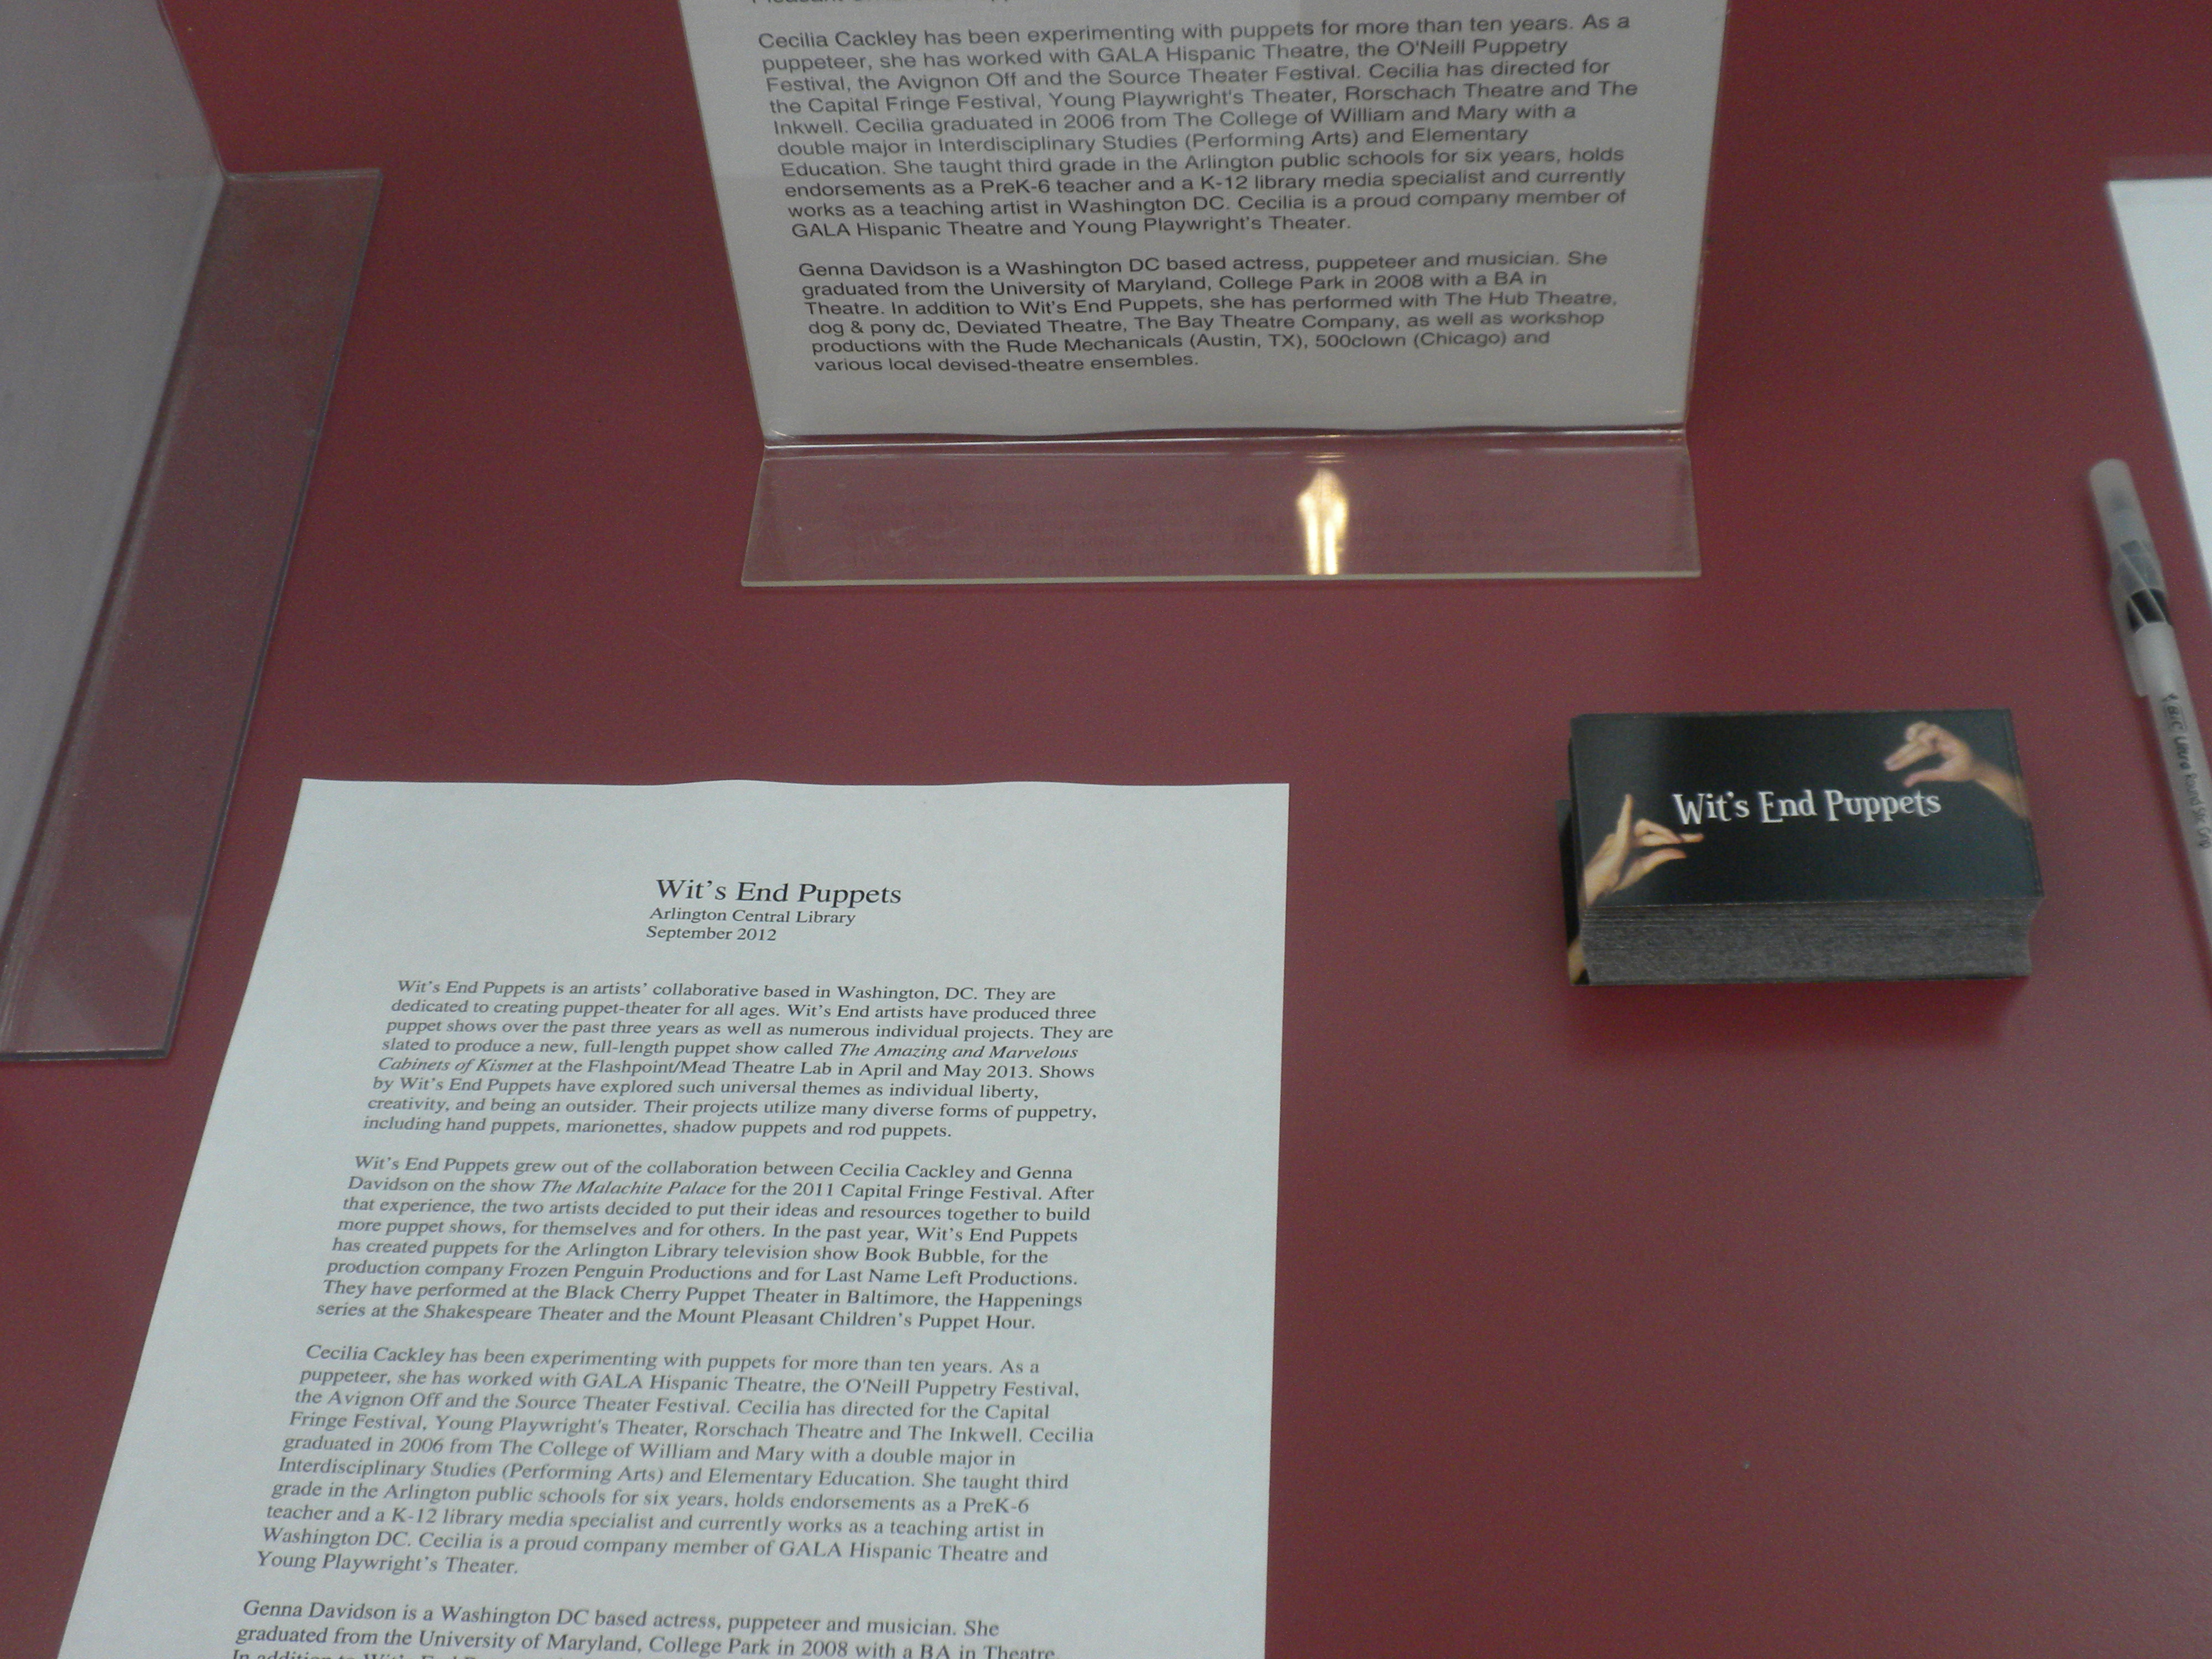 Cecilia Cackley has been experimenting with puppets for more than ten years. As a
puppeteer, she has worked with GALA Hispanic Theatre, the O'Neill Puppetry
Festival, the Avignon Off and the Source Theater Festival. Cecilia has directed for
the Capital Fringe Festival, Young Playwright's Theater, Rorschach Theatre and The
Inkwell. Cecilia graduated in 2006 from The College of William and Mary with a
double major in Interdisciplinary Studies (Performing Arts) and Elementary
Education. She taught third grade in the Arlington public schools for six years, holds
endorsements as a PreK-6 teacher and a K-12 library media specialist and currently
works as a teaching artist in Washington DC. Cecilia is a proud company member of
GALA Hispanic Theatre and Young Playwright's Theater.
Genna Davidson is a Washington DC based actress, puppeteer and musician. She
graduated from the University of Maryland, College Park in 2008 with a BA in
Theatre. In addition to Wit's End Puppets, she has performed with The Hub Theatre,
dog & pony dc, Deviated Theatre, The Bay Theatre Company, as well as workshop
productions with the Rude Mechanicals (Austin, TX), 500clown (Chicago) and
various local devised-theatre ensembles.
Wit's End Puppets
BIC Ultra Round Stic Grip
Wit's End Puppets
Arlington Central Library
September 2012
Wit's End Puppets is an artists' collaborative based in Washington, DC. They are
dedicated to creating puppet-theater for all ages. Wit's End artists have produced three
puppet shows over the past three years as well as numerous individual projects. They are
slated to produce a new, full-length puppet show called The Amazing and Marvelous
Cabinets of Kismet at the Flashpoint/Mead Theatre Lab in April and May 2013. Shows
by Wit's End Puppets have explored such universal themes as individual liberty,
creativity, and being an outsider. Their projects utilize many diverse forms of puppetry,
including hand puppets, marionettes, shadow puppets and rod puppets.
Wit's End Puppets grew out of the collaboration between Cecilia Cackley and Genna
Davidson on the show The Malachite Palace for the 2011 Capital Fringe Festival. After
that experience, the two artists decided to put their ideas and resources together to build
more puppet shows, for themselves and for others. In the past year, Wit's End Puppets
has created puppets for the Arlington Library television show Book Bubble, for the
production company Frozen Penguin Productions and for Last Name Left Productions.
They have performed at the Black Cherry Puppet Theater in Baltimore, the Happenings
series at the Shakespeare Theater and the Mount Pleasant Children's Puppet Hour.
Cecilia Cackley has been experimenting with puppets for more than ten years. As a
puppeteer, she has worked with GALA Hispanic Theatre, the O'Neill Puppetry Festival,
the Avignon Off and the Source Theater Festival. Cecilia has directed for the Capital
Fringe Festival, Young Playwright's Theater, Rorschach Theatre and The Inkwell. Cecilia
graduated in 2006 from The College of William and Mary with a double major in
Interdisciplinary Studies (Performing Arts) and Elementary Education. She taught third
grade in the Arlington public schools for six years, holds endorsements as a PreK-6
teacher and a K-12 library media specialist and currently works as a teaching artist in
Washington DC. Cecilia is a proud company member of GALA Hispanic Theatre and
Young Playwright's Theater.
Genna Davidson is a Washington DC based actress, puppeteer and musician. She
graduated from the University of Maryland, College Park in 2008 with a BA in Theatre.